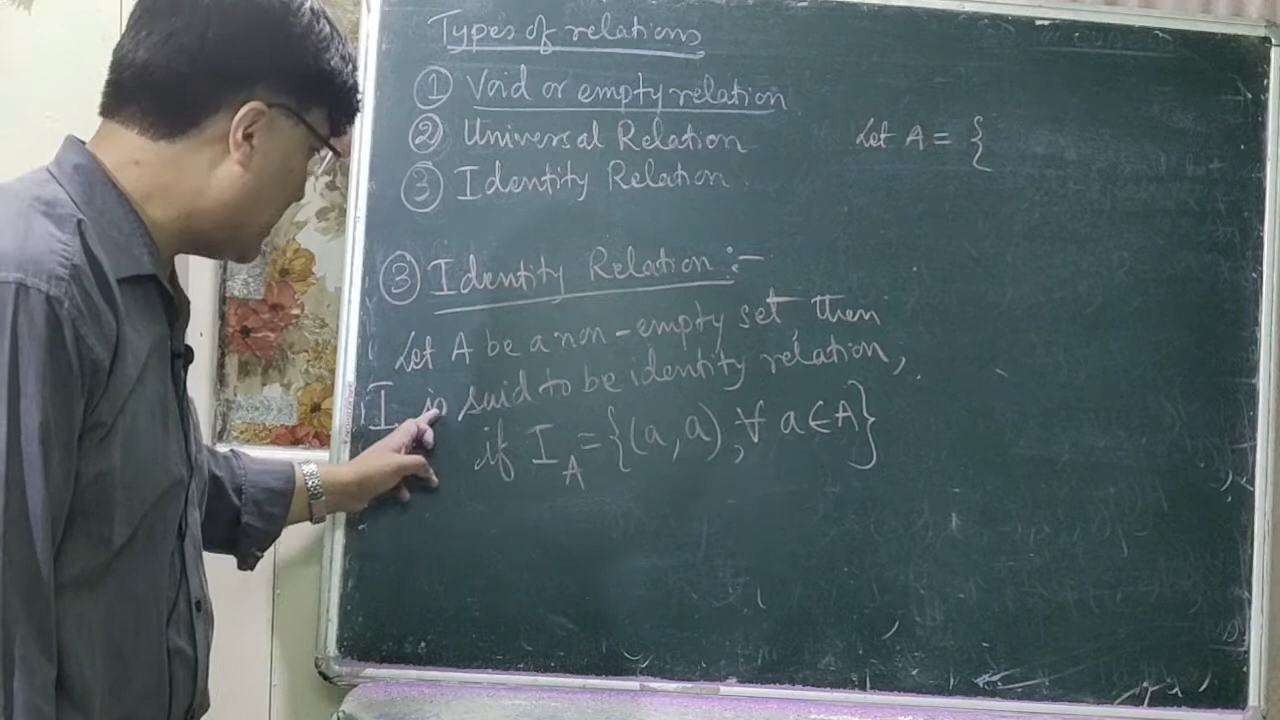 Types of relations
① Void or empty relation
② Universal Relation
③ Identity Relation
Let A = {
③ Identity Relation :-
Let A be a non-empty set, then
I is said to be identity relation,
if I_A = {(a, a), ∀ a ∈ A}